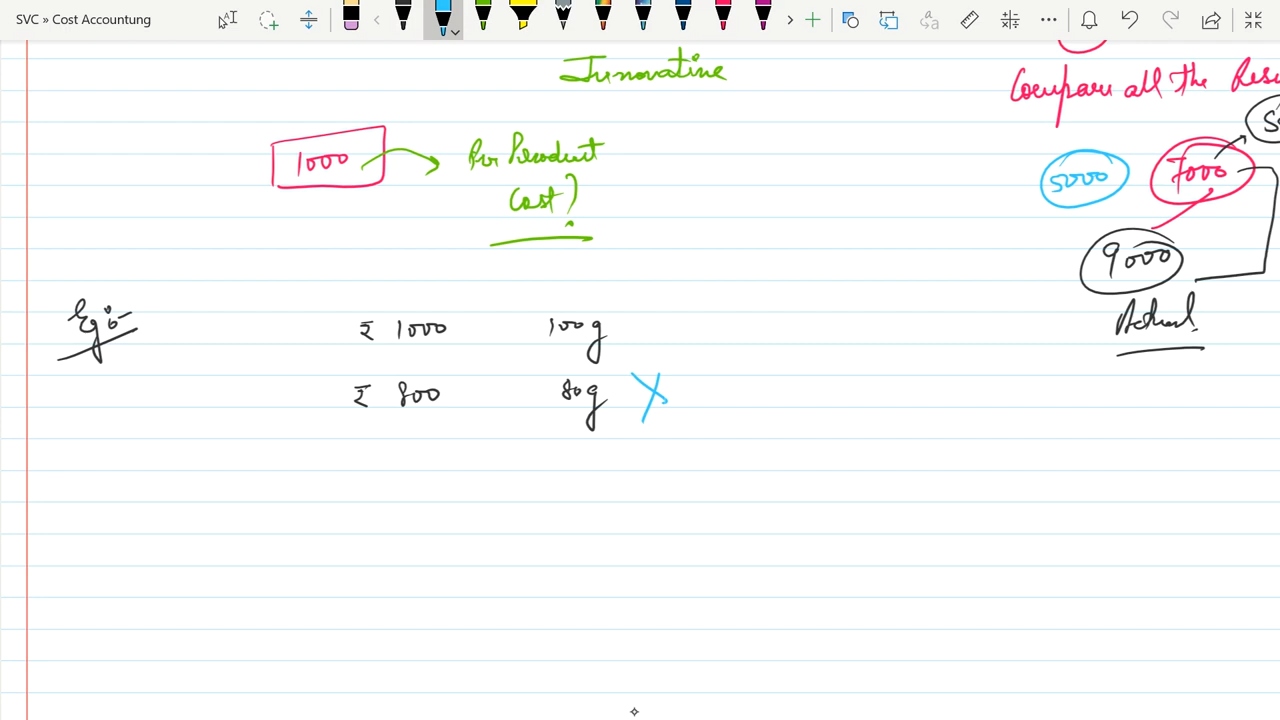 SVC » Cost Accountung
Innovatine
Compare all the Resu
1000
Per Product
Cost?
5000
7000
9000
Eg:-
₹ 1000 100g
Actual
₹ 800 80g